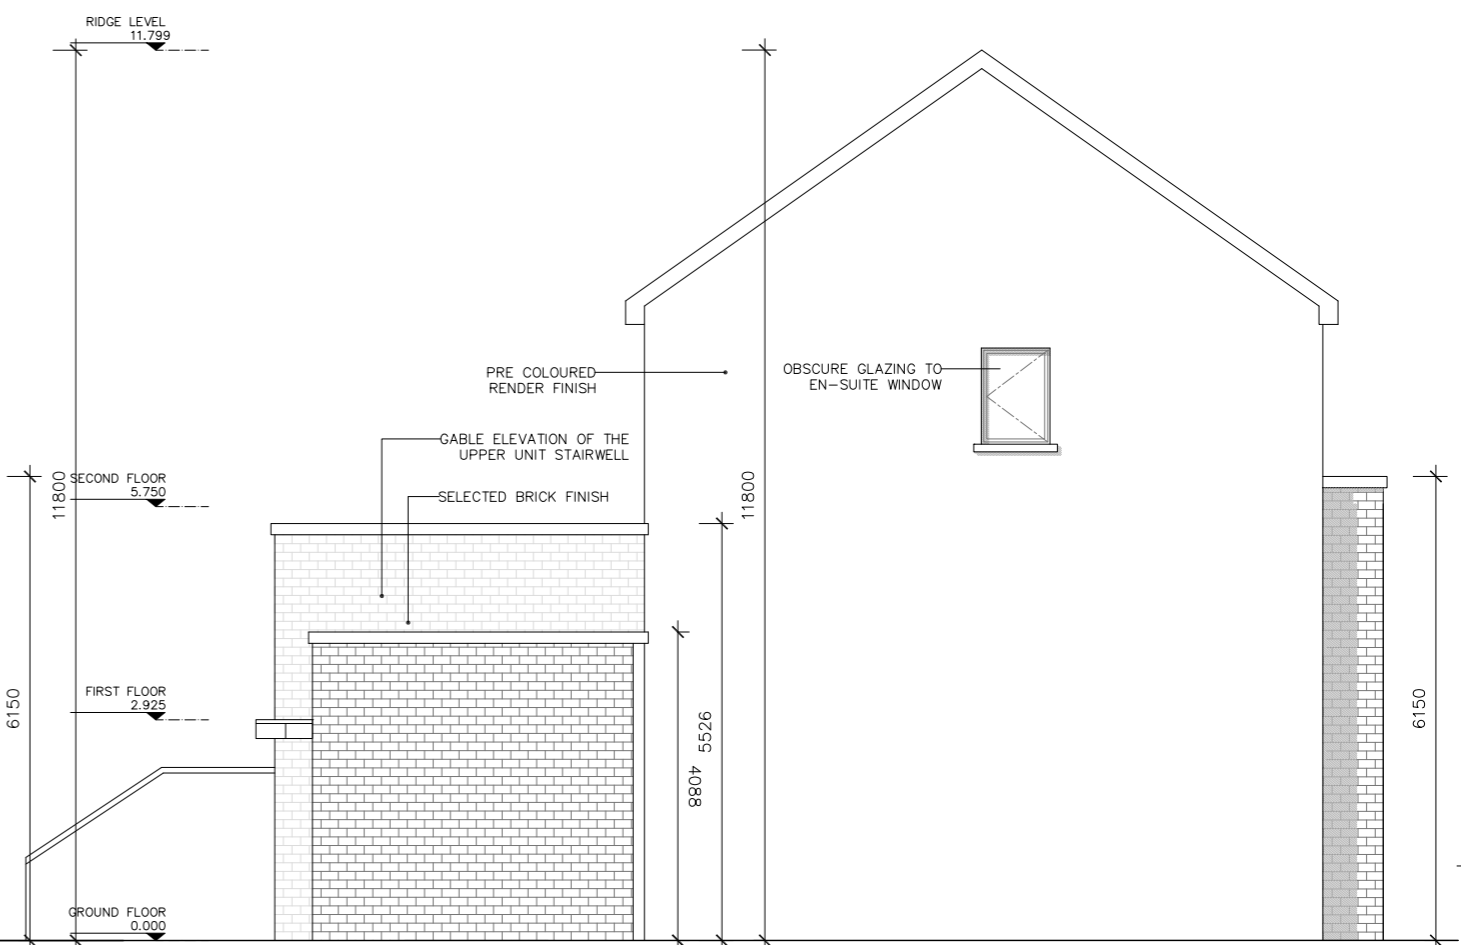 RIDGE LEVEL
11.799
PRE COLOURED
RENDER FINISH
OBSCURE GLAZING TO
EN-SUITE WINDOW
GABLE ELEVATION OF THE
UPPER UNIT STAIRWELL
SECOND FLOOR
5.750
11800
SELECTED BRICK FINISH
11800
FIRST FLOOR
2.925
6150
5526
4088
6150
GROUND FLOOR
0.000